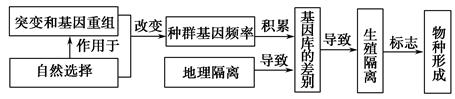 突变和基因重组
作用于
自然选择
改变
种群基因频率
积累
地理隔离
导致
基因库的差别
导致
生殖隔离
标志
物种形成